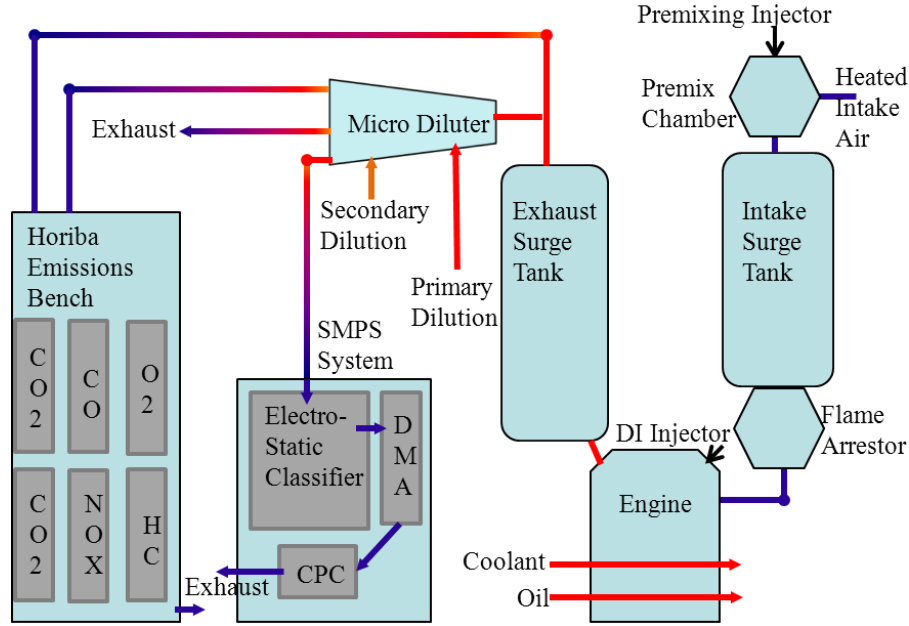 Premixing Injector
Premix
Chamber
Heated
Intake
Air
Micro Diluter
Exhaust
Secondary
Dilution
Primary
Dilution
Exhaust
Surge
Tank
Intake
Surge
Tank
Horiba
Emissions
Bench
CO2
CO
O2
CO2
NOX
HC
SMPS
System
Electro-
Static
Classifier
DMA
CPC
Exhaust
DI Injector
Flame
Arrestor
Engine
Coolant
Oil